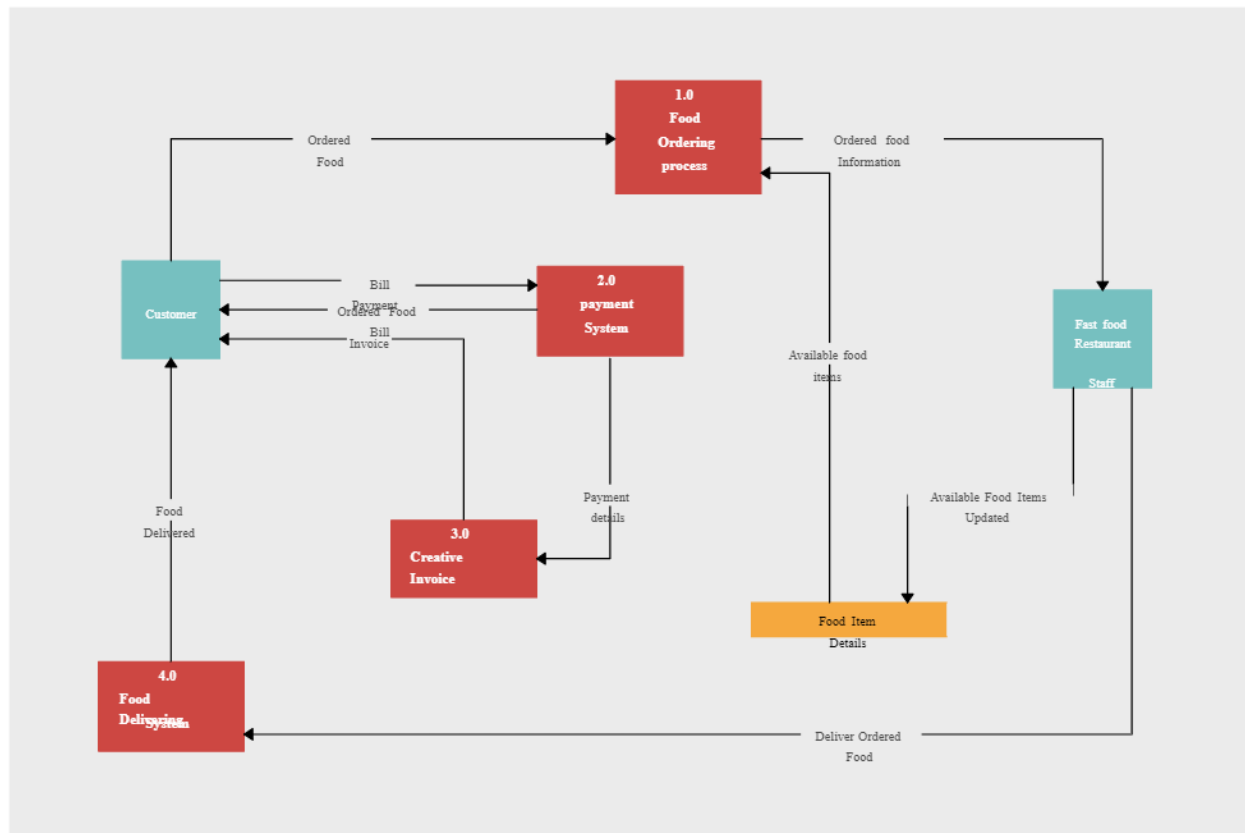 1.0
Food
Ordering
process
Ordered
Food
Ordered food
Information
Customer
Bill
Payment
Ordered Food
Bill
Invoice
2.0
payment
System
Fast food
Restaurant
Staff
Available food
items
Payment
details
Available Food Items
Updated
Food
Delivered
3.0
Creative
Invoice
Food Item
Details
4.0
Food
Delivering
System
Deliver Ordered
Food